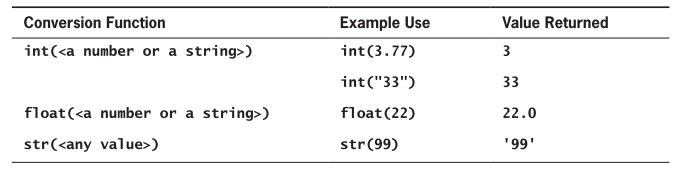 Conversion Function Example Use Value Returned
int(<a number or a string>) int(3.77) 3
int("33") 33
float(<a number or a string>) float(22) 22.0
str(<any value>) str(99) '99'